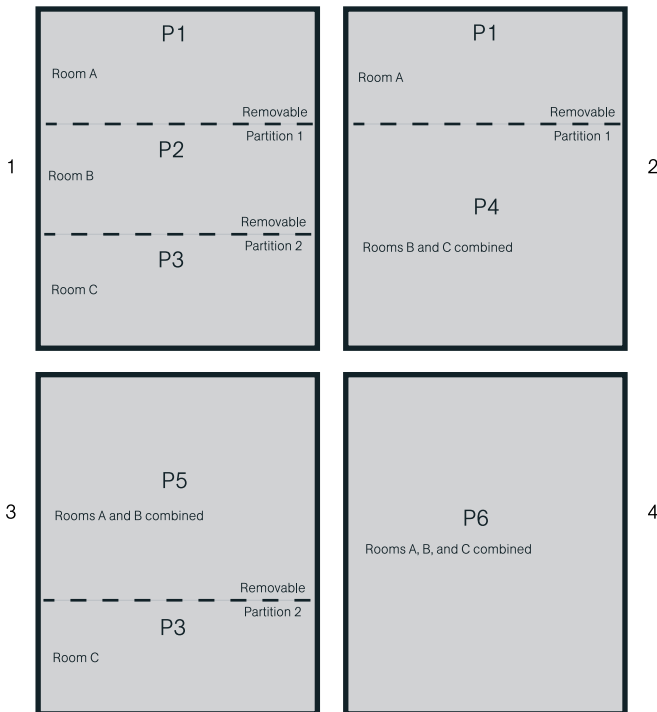 P1
Room A
Removable
Partition 1
P2
Room B
Removable
Partition 2
P3
Room C
1
P1
Room A
Removable
Partition 1
P4
Rooms B and C combined
2
P5
Rooms A and B combined
Removable
Partition 2
P3
Room C
3
P6
Rooms A, B, and C combined
4